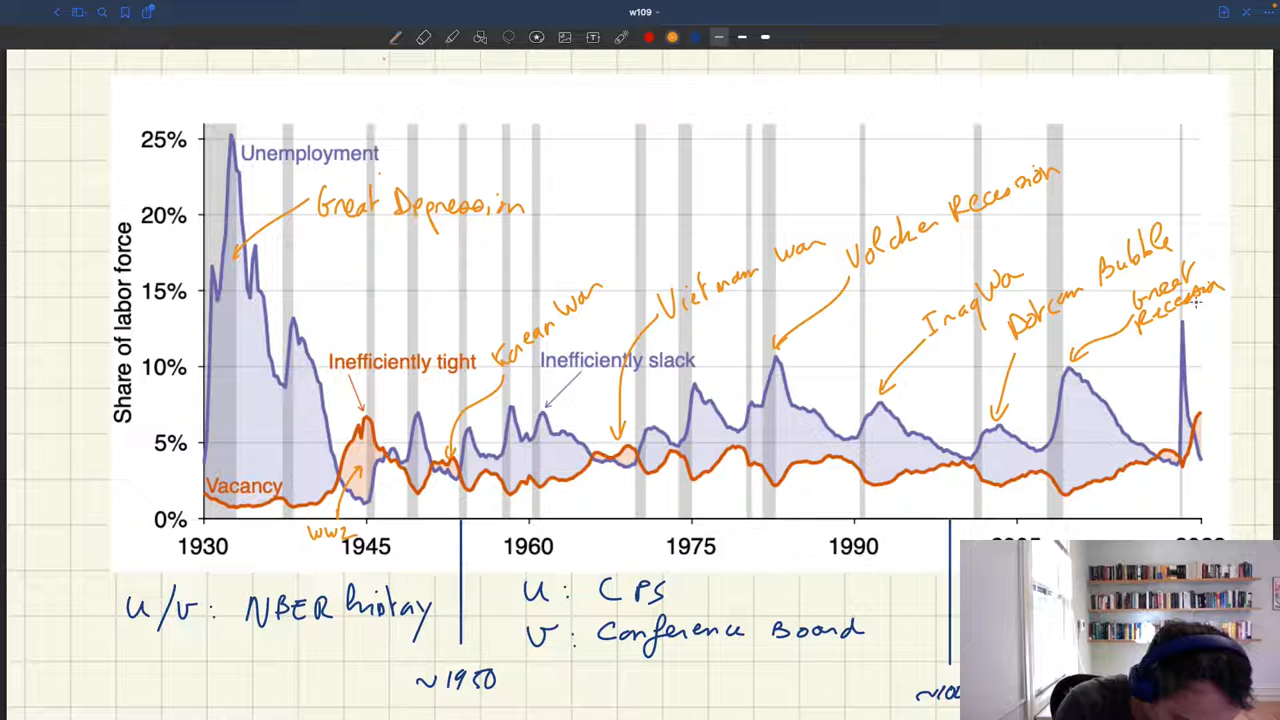 w109
25%
20%
15%
10%
5%
0%
Share of labor force
Unemployment
Great Depression
Inefficiently tight
Korean War
Inefficiently slack
Vietnam War
Volcker Recession
Iraq War
Dotcom Bubble
Great
Recession
Vacancy
WW2
1930
1945
1960
1975
1990
u/v: NBER history
u: CPS
v: Conference Board
~1950